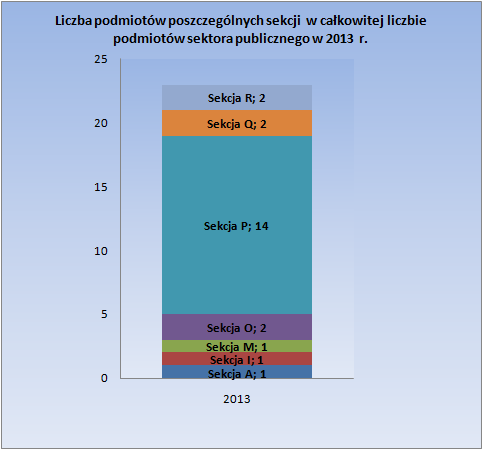 Liczba podmiotów poszczególnych sekcji w całkowitej liczbie
podmiotów sektora publicznego w 2013 r.
25
20
15
10
5
0
Sekcja R; 2
Sekcja Q; 2
Sekcja P; 14
Sekcja O; 2
Sekcja M; 1
Sekcja I; 1
Sekcja A; 1
2013